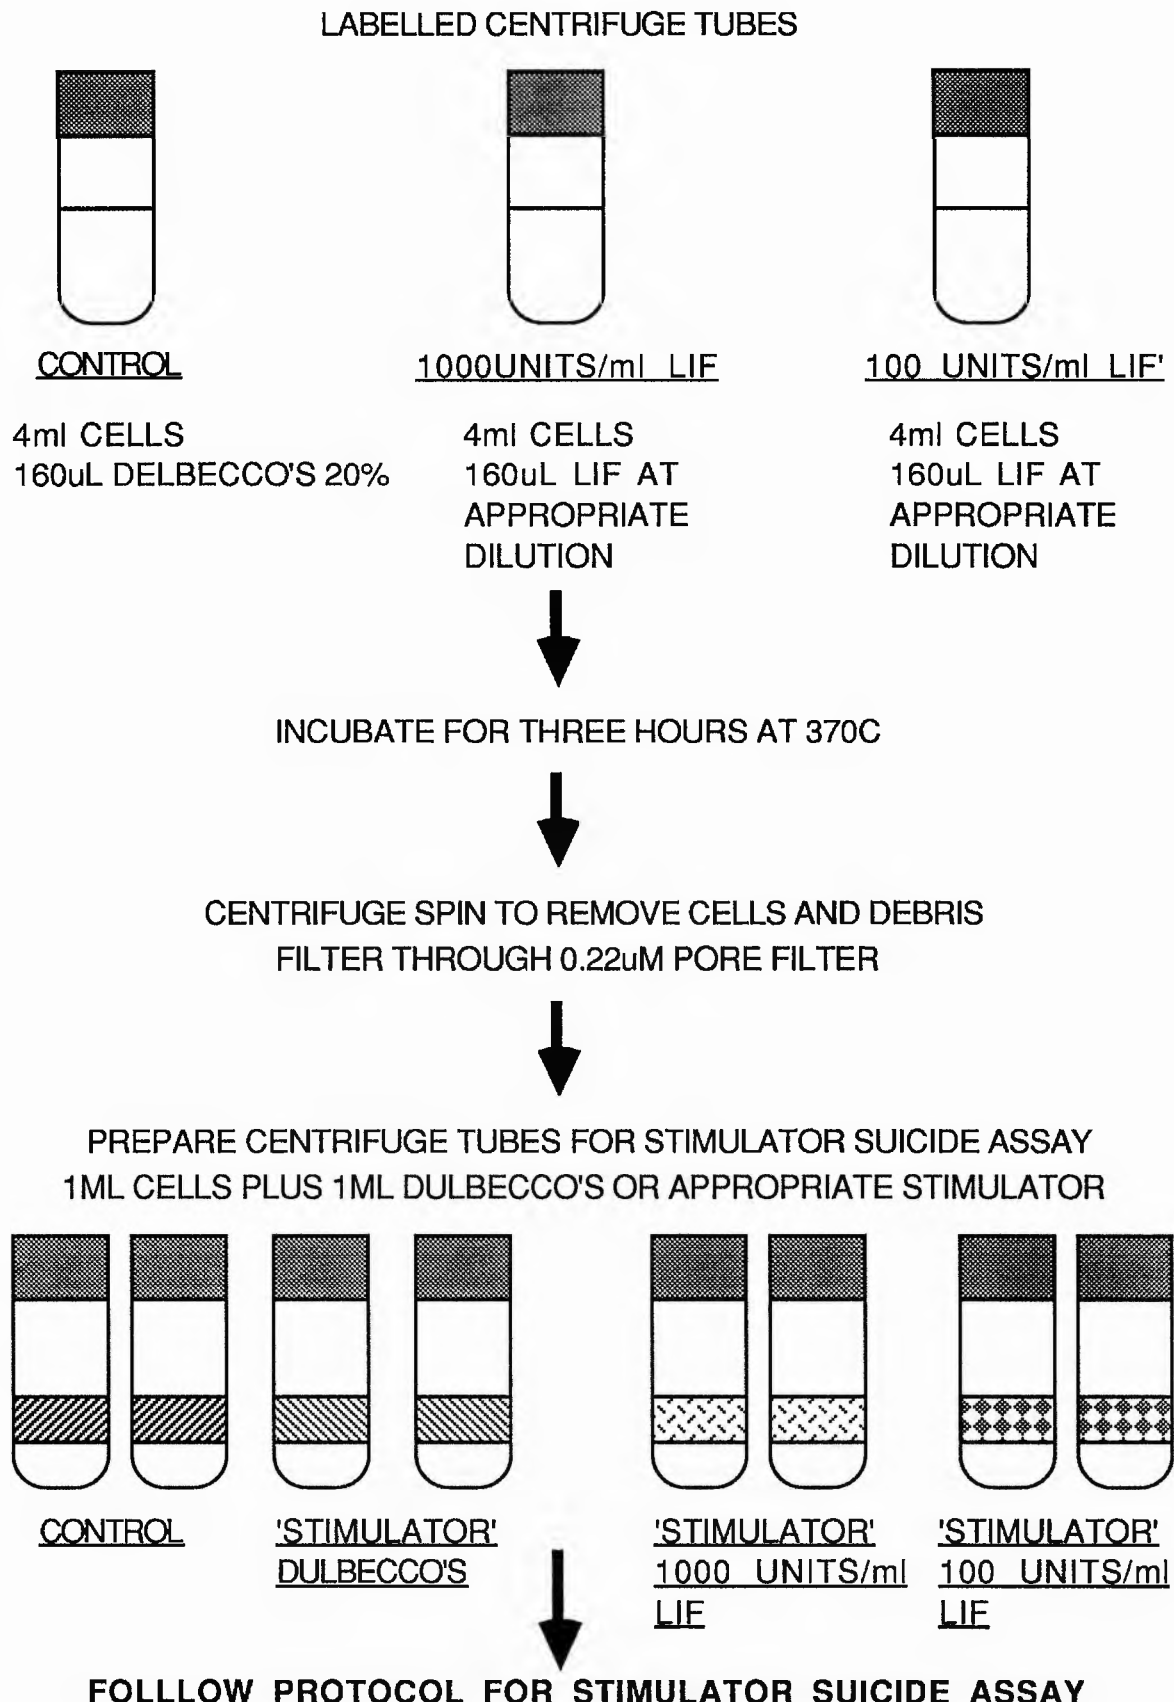 LABELLED CENTRIFUGE TUBES
CONTROL
4ml CELLS
160uL DELBECCO'S 20%
1000UNITS/ml LIF
4ml CELLS
160uL LIF AT
APPROPRIATE
DILUTION
100 UNITS/ml LIF'
4ml CELLS
160uL LIF AT
APPROPRIATE
DILUTION
INCUBATE FOR THREE HOURS AT 370C
CENTRIFUGE SPIN TO REMOVE CELLS AND DEBRIS
FILTER THROUGH 0.22uM PORE FILTER
PREPARE CENTRIFUGE TUBES FOR STIMULATOR SUICIDE ASSAY
1ML CELLS PLUS 1ML DULBECCO'S OR APPROPRIATE STIMULATOR
CONTROL
'STIMULATOR'
DULBECCO'S
'STIMULATOR'
1000 UNITS/ml
LIF
'STIMULATOR'
100 UNITS/ml
LIF
FOLLLOW PROTOCOL FOR STIMULATOR SUICIDE ASSAY